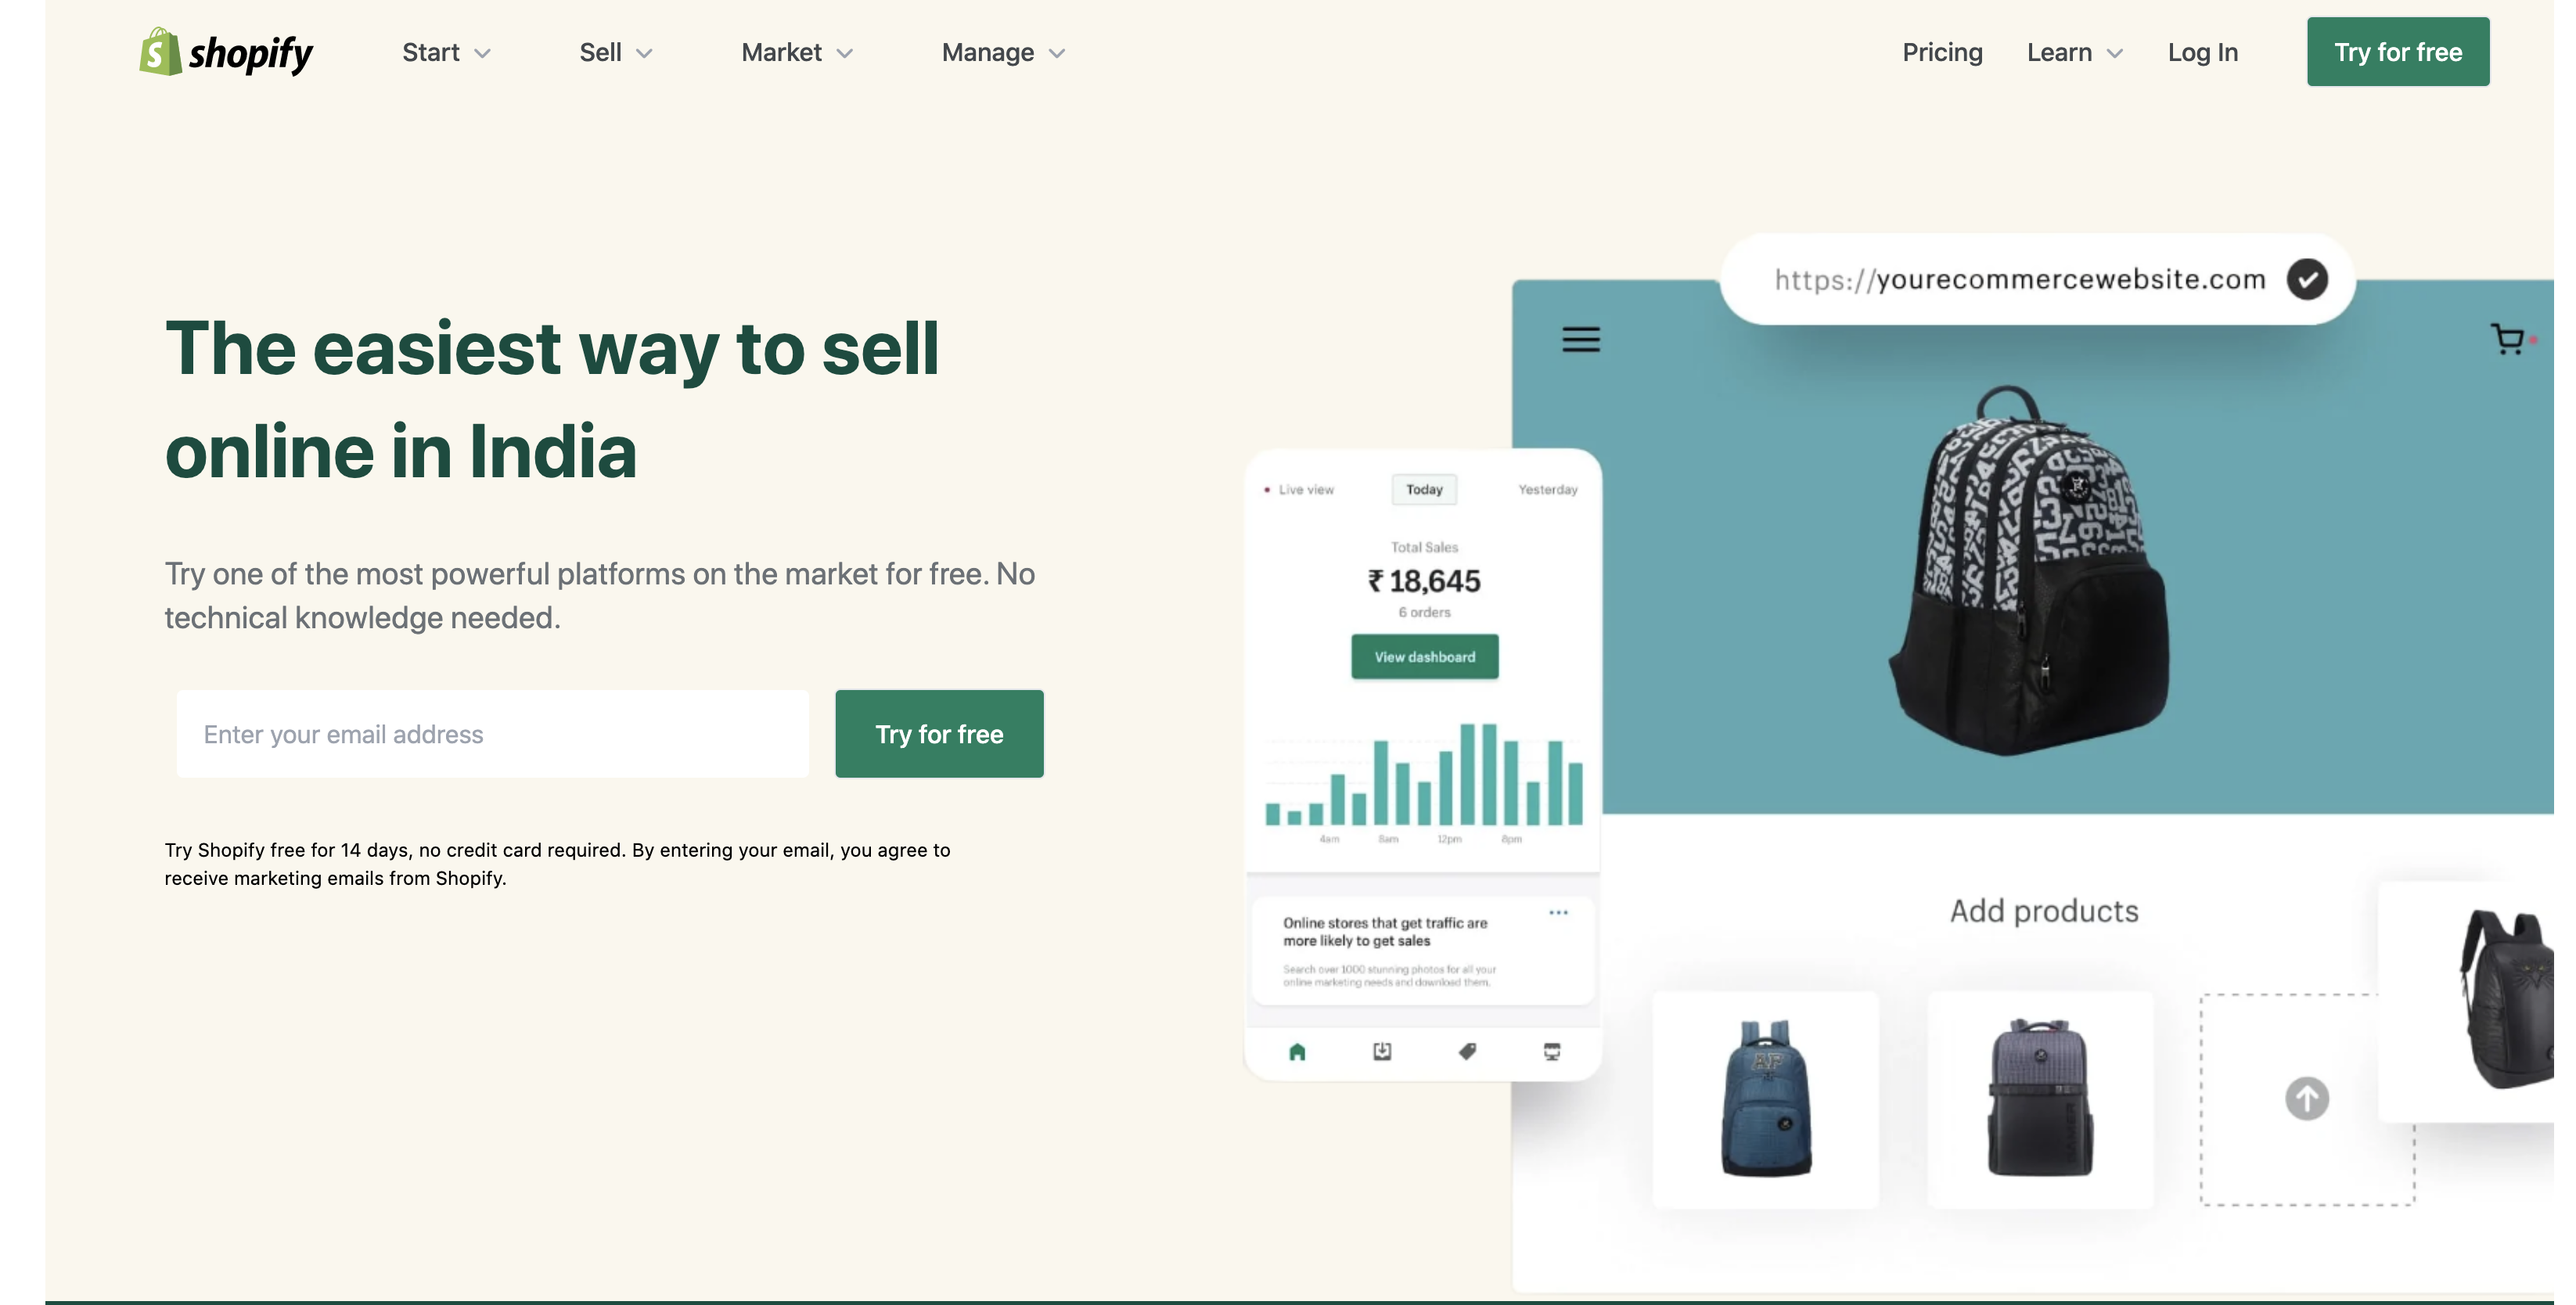 shopify
Start
Sell
Market
Manage
Pricing
Learn
Log In
Try for free
The easiest way to sell
online in India
Try one of the most powerful platforms on the market for free. No
technical knowledge needed.
Enter your email address
Try for free
Try Shopify free for 14 days, no credit card required. By entering your email, you agree to
receive marketing emails from Shopify.
https://yourecommercewebsite.com
Live view
Today
Yesterday
Total Sales
₹ 18,645
6 orders
View dashboard
4am
8am
12pm
8pm
Online stores that get traffic are
more likely to get sales
Search over 1000 stunning photos for all your
online marketing needs and download them.
Add products
AP